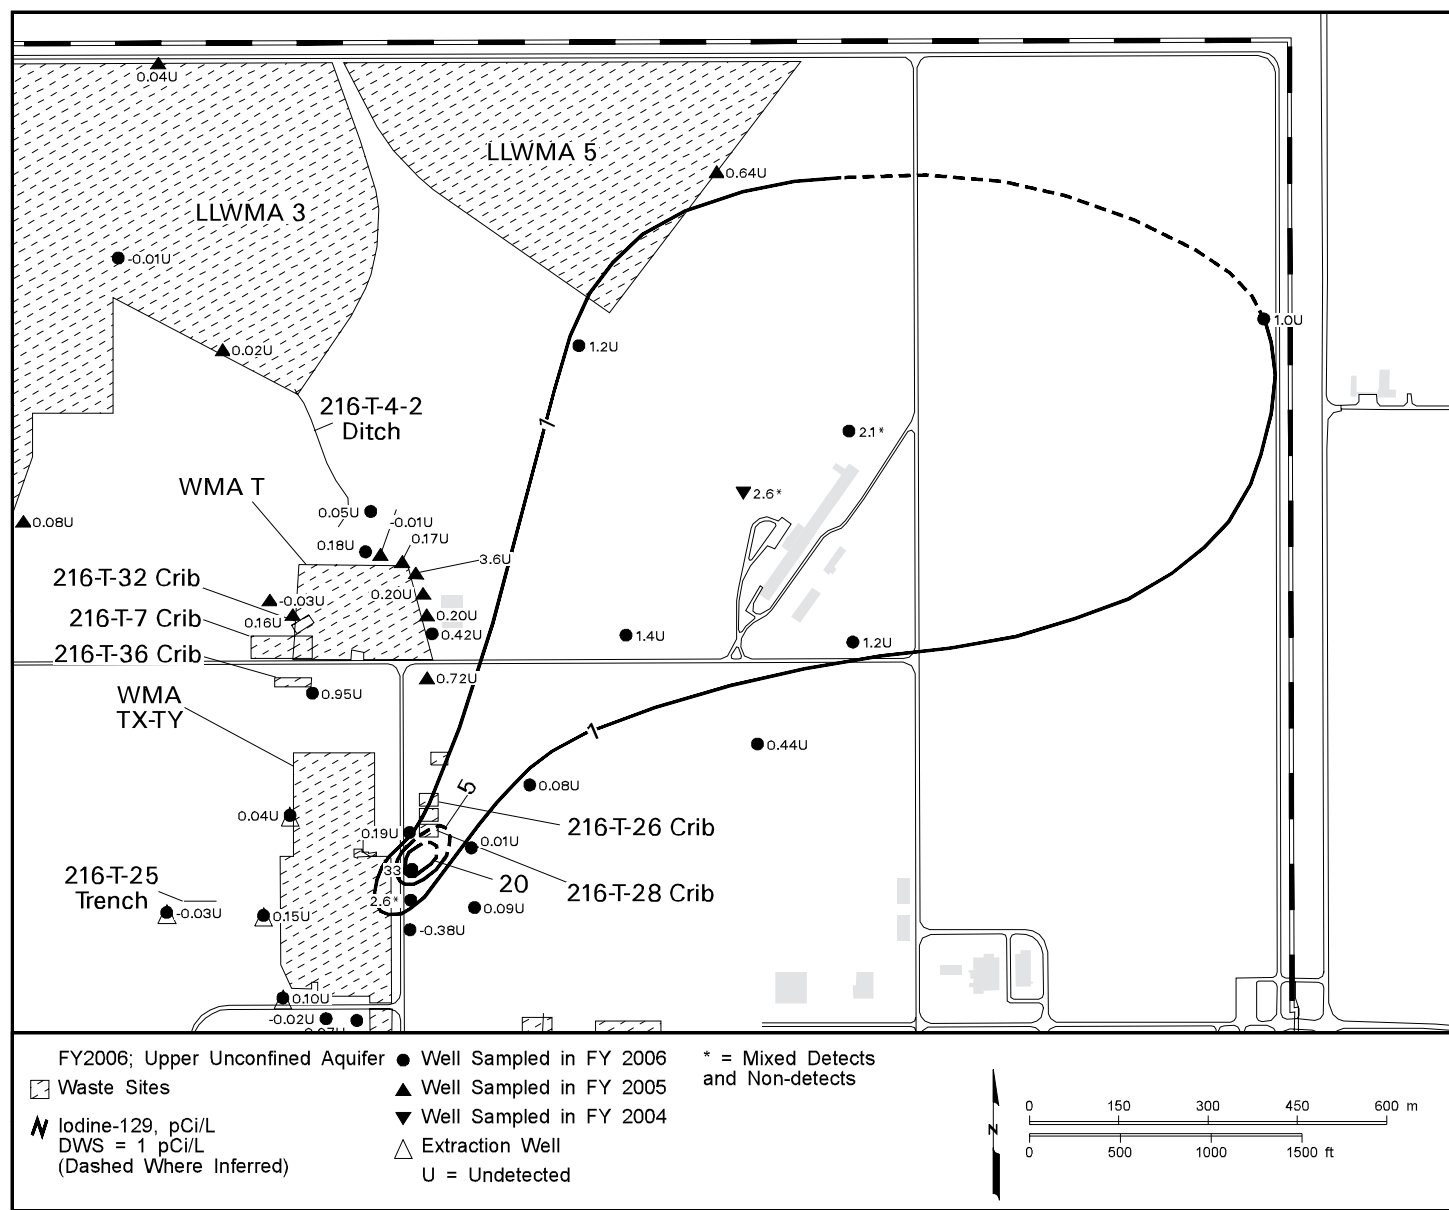 0.04U
LLWMA 5
0.64U
LLWMA 3
-0.01U
1.0U
1.2U
0.02U
216-T-4-2
Ditch
1
2.1*
WMA T
2.6*
0.05U
-0.01U
0.08U
0.17U
0.18U
3.6U
216-T-32 Crib
0.20U
-0.03U
216-T-7 Crib
0.16U
0.20U
0.42U
1.4U
1.2U
216-T-36 Crib
0.72U
0.95U
WMA
TX-TY
1
0.44U
5
0.08U
0.04U
216-T-26 Crib
0.19U
0.01U
33
216-T-25
Trench
20
216-T-28 Crib
2.6*
0.09U
-0.03U
0.15U
-0.38U
0.10U
-0.02U
FY2006; Upper Unconfined Aquifer
Waste Sites
Iodine-129, pCi/L
DWS = 1 pCi/L
(Dashed Where Inferred)
Well Sampled in FY 2006
Well Sampled in FY 2005
Well Sampled in FY 2004
Extraction Well
U = Undetected
* = Mixed Detects
and Non-detects
N
0 150 300 450 600 m
0 500 1000 1500 ft